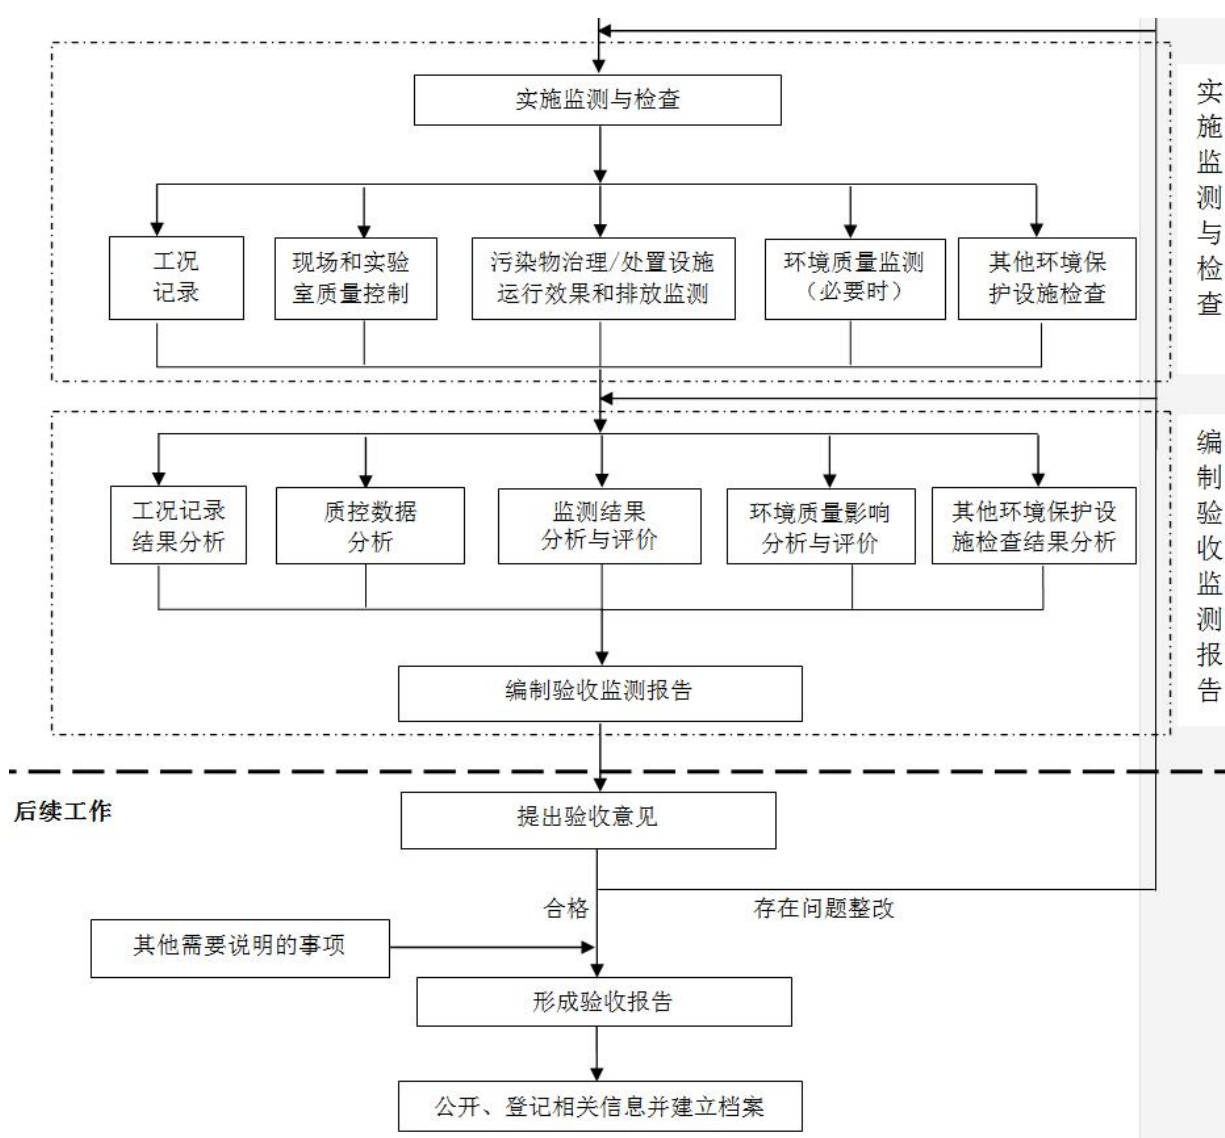 实施监测与检查
工况
记录
现场和实验
室质量控制
污染物治理/处置设施
运行效果和排放监测
环境质量监测
（必要时）
其他环境保
护设施检查
实施监测与检查
工况记录
结果分析
质控数据
分析
监测结果
分析与评价
环境质量影响
分析与评价
其他环境保护设
施检查结果分析
编制验收监测报告
编制验收监测报告
后续工作
提出验收意见
合格
存在问题整改
其他需要说明的事项
形成验收报告
公开、登记相关信息并建立档案